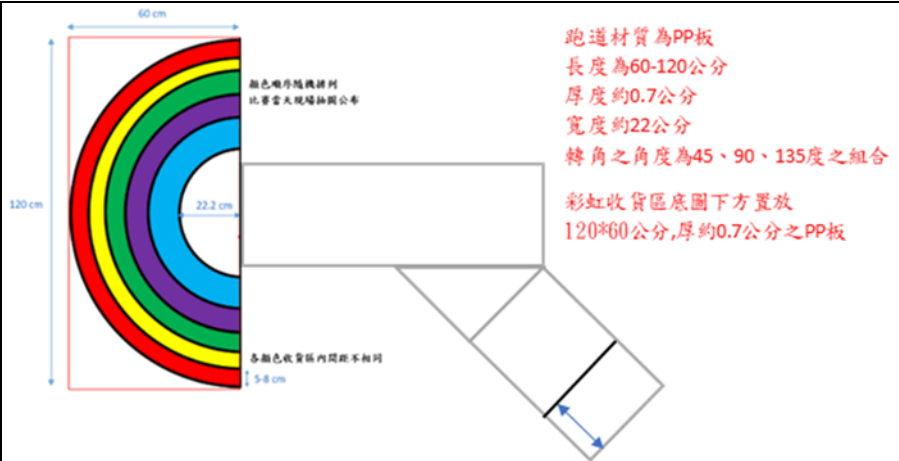 60 cm
跑道材質為PP板
長度為60-120公分
厚度約0.7公分
寬度約22公分
轉角之角度為45、90、135度之組合
彩虹收貨區底圖下方置放
120*60公分,厚約0.7公分之PP板
顏色順序隨機排列
比賽當天現場抽圖公布
120 cm
22.2 cm
各顏色收貨區內間距不相同
5-8 cm